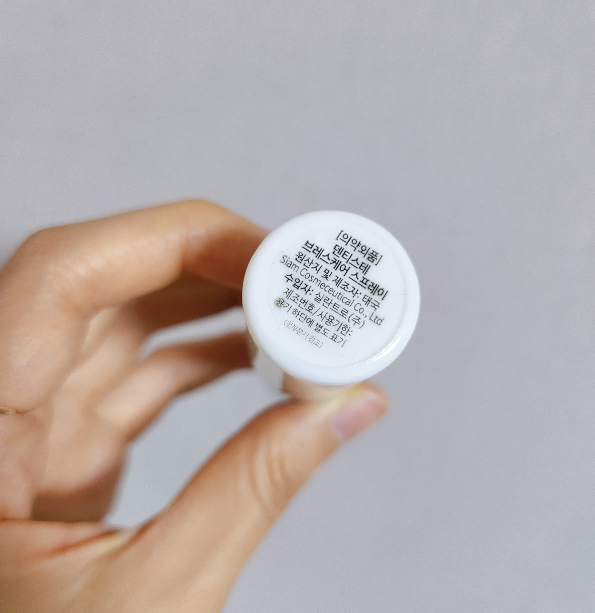 [의약외품]
덴티스테
브레스케어 스프레이
원산지 및 제조자: 태국
Siam Cosmeceutical Co., Ltd
수입자: 실란트로(주)
제조번호/사용기한:
용기 하단에 별도 표기